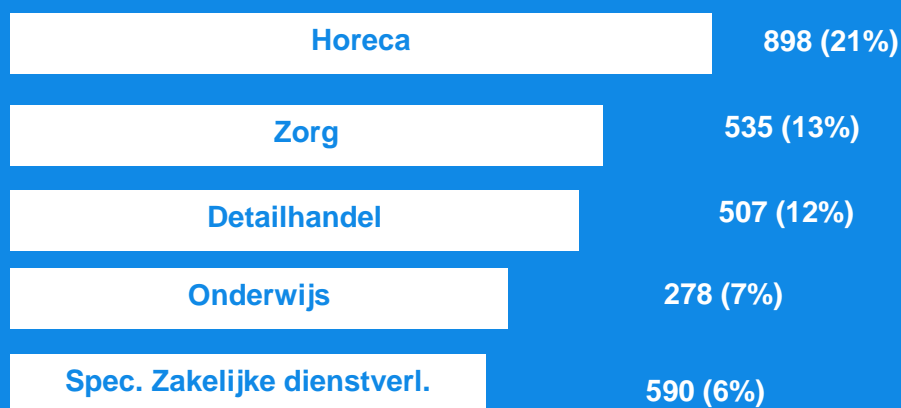 Horeca 898 (21%)
Zorg 535 (13%)
Detailhandel 507 (12%)
Onderwijs 278 (7%)
Spec. Zakelijke dienstverl. 590 (6%)